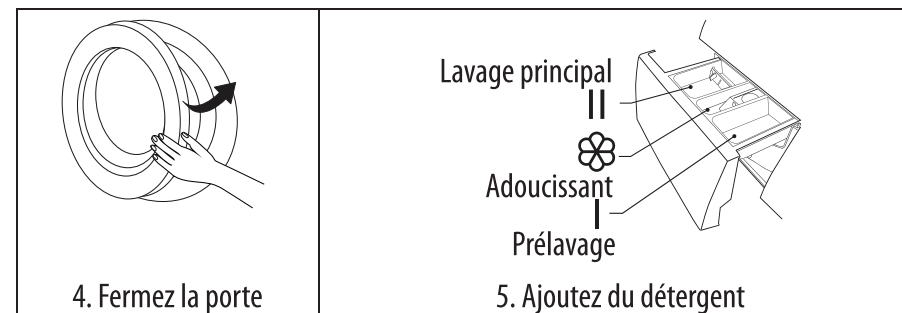 4. Fermez la porte
Lavage principal
II
Adoucissant
I
Prélavage
5. Ajoutez du détergent